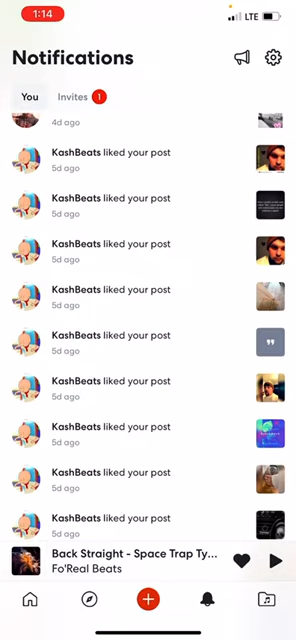 1:14
LTE
Notifications
You
Invites 1
4d ago
KashBeats liked your post
5d ago
KashBeats liked your post
5d ago
KashBeats liked your post
5d ago
KashBeats liked your post
5d ago
KashBeats liked your post
5d ago
KashBeats liked your post
5d ago
KashBeats liked your post
5d ago
KashBeats liked your post
5d ago
KashBeats liked your post
5d ago
Back Straight - Space Trap Ty...
Fo'Real Beats